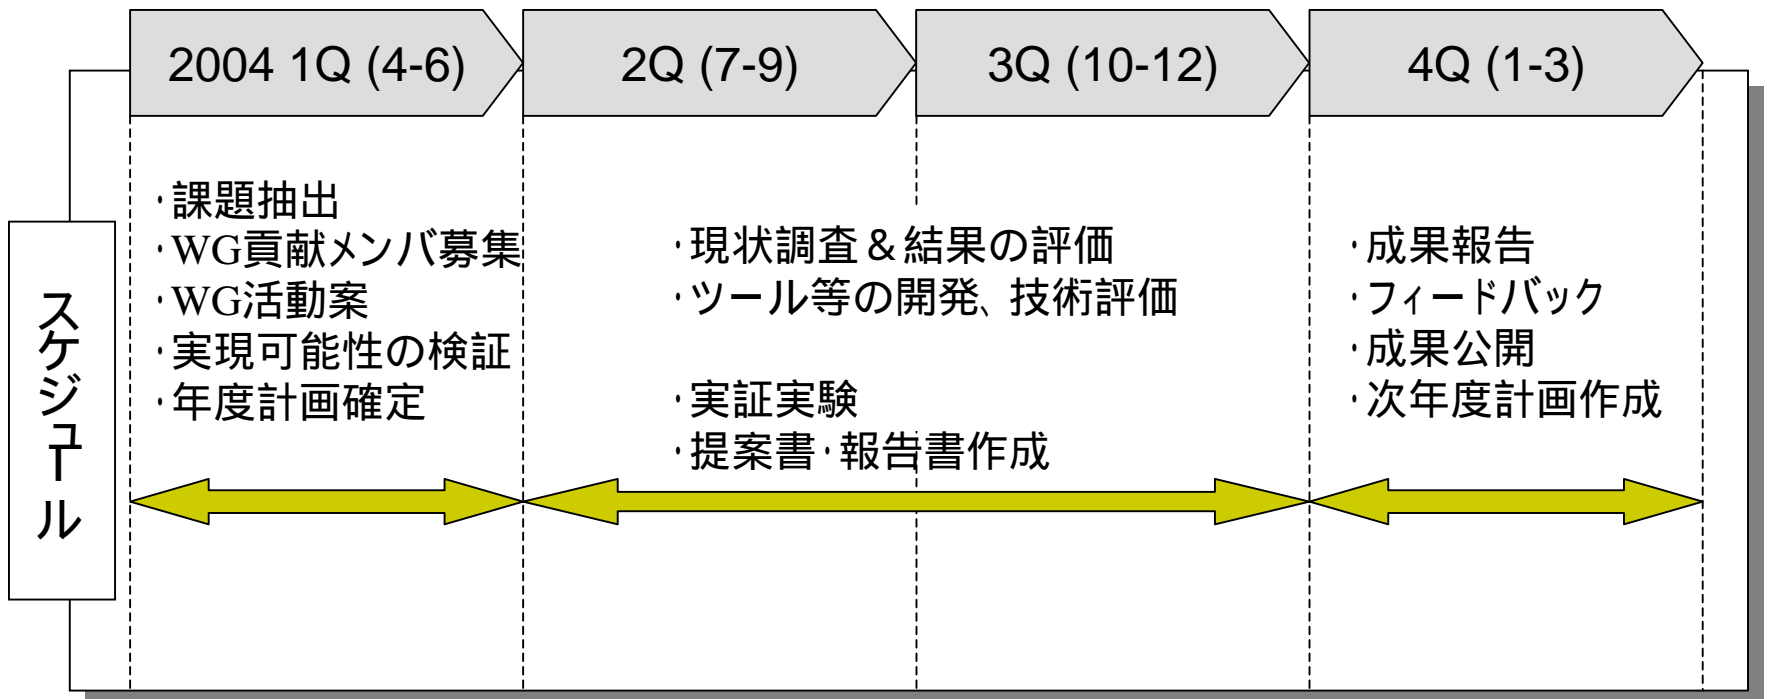 2004 1Q (4-6)
2Q (7-9)
3Q (10-12)
4Q (1-3)
スケジュール
・課題抽出
・WG貢献メンバ募集
・WG活動案
・実現可能性の検証
・年度計画確定
・現状調査＆結果の評価
・ツール等の開発、技術評価
・実証実験
・提案書・報告書作成
・成果報告
・フィードバック
・成果公開
・次年度計画作成